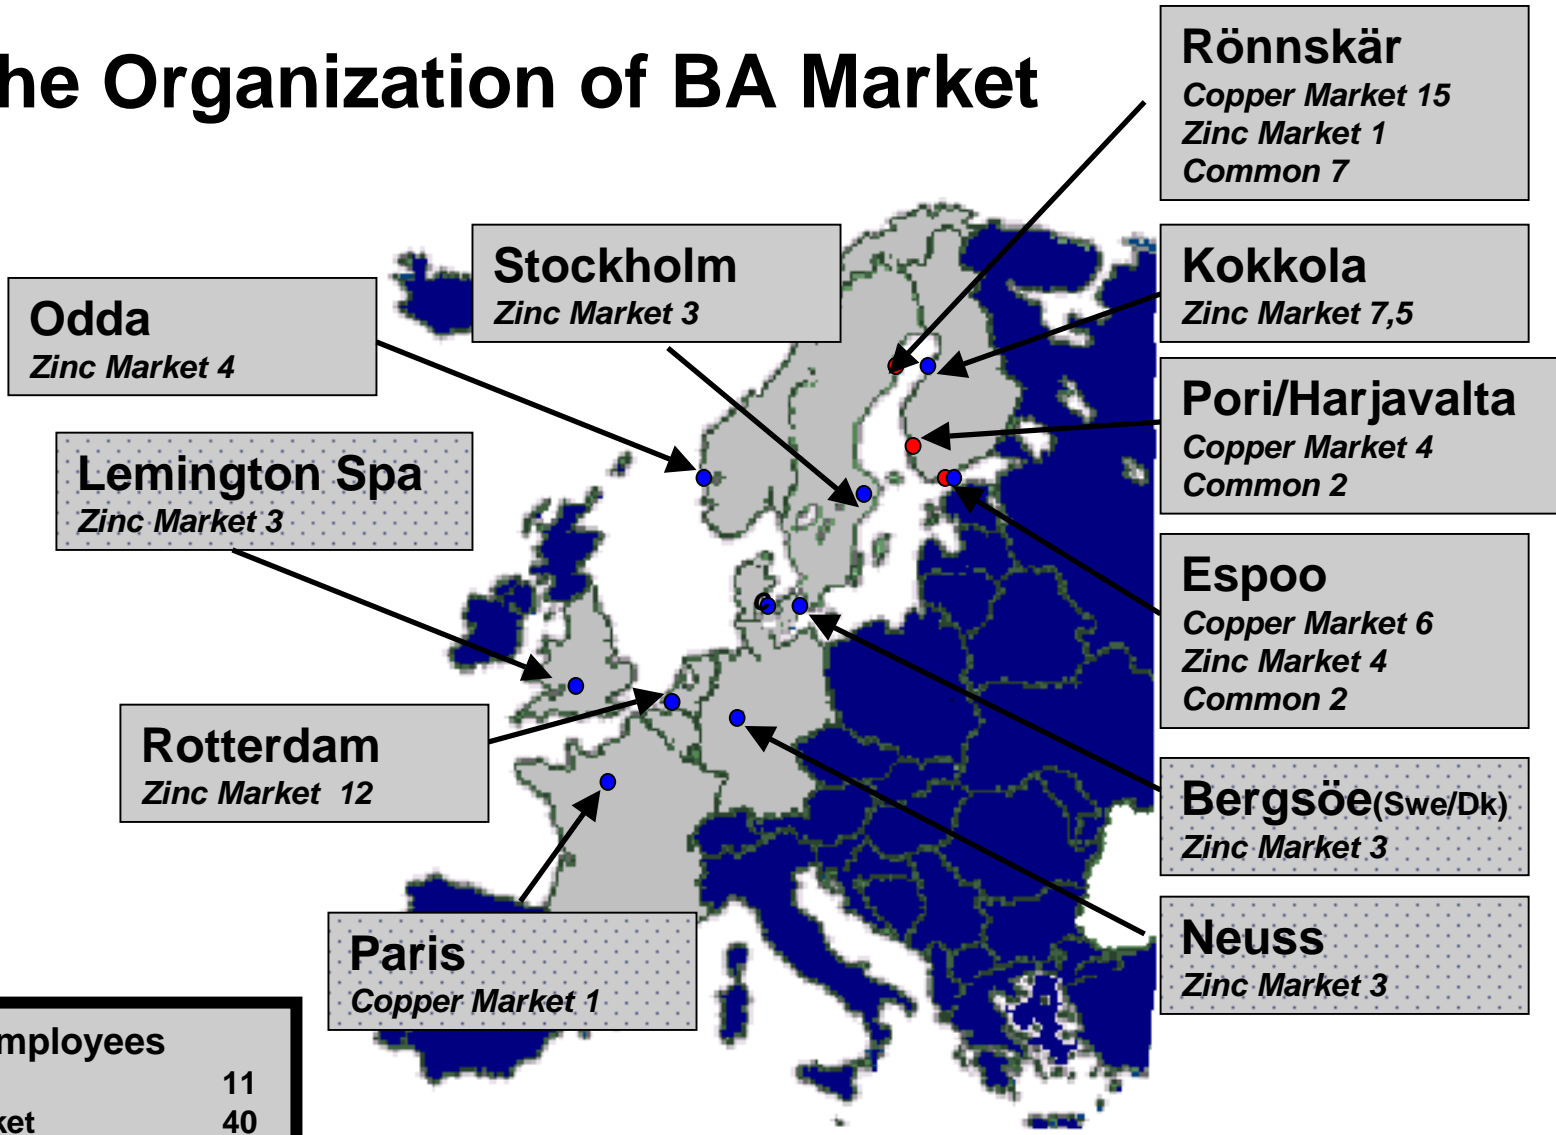 he Organization of BA Market
Rönnskär
Copper Market 15
Zinc Market 1
Common 7
Stockholm
Zinc Market 3
Kokkola
Zinc Market 7,5
Odda
Zinc Market 4
Pori/Harjavalta
Copper Market 4
Common 2
Lemington Spa
Zinc Market 3
Espoo
Copper Market 6
Zinc Market 4
Common 2
Rotterdam
Zinc Market 12
Bergsöe(Swe/Dk)
Zinc Market 3
Paris
Copper Market 1
Neuss
Zinc Market 3
mployees
11
ket 40